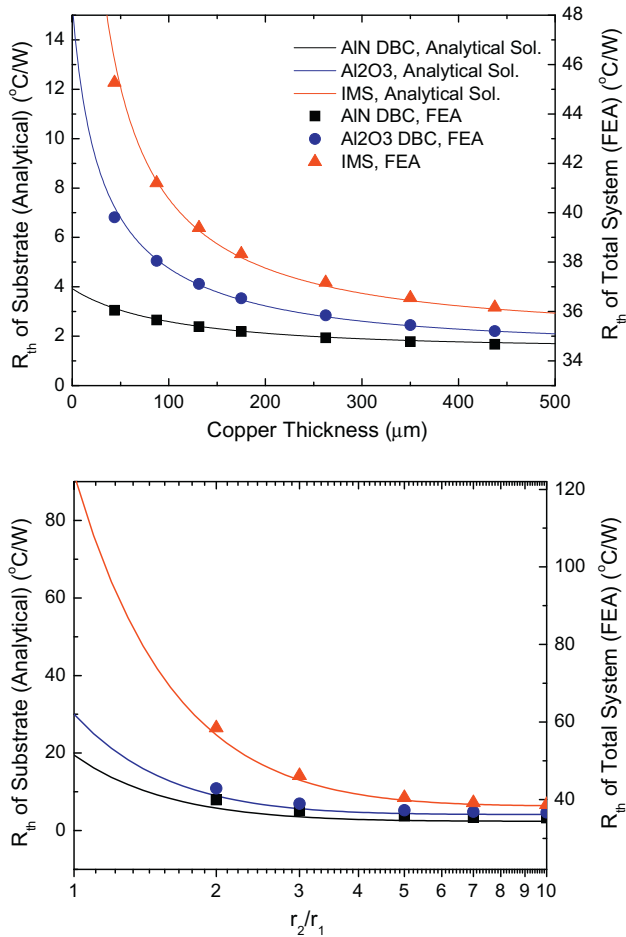 14
12
10
8
6
4
2
0
R_th of Substrate (Analytical) (°C/W)
48
46
44
42
40
38
36
34
R_th of Total System (FEA) (°C/W)
AlN DBC, Analytical Sol.
Al2O3, Analytical Sol.
IMS, Analytical Sol.
AlN DBC, FEA
Al2O3 DBC, FEA
IMS, FEA
0 100 200 300 400 500
Copper Thickness (μm)
80
60
40
20
0
R_th of Substrate (Analytical) (°C/W)
120
100
80
60
40
R_th of Total System (FEA) (°C/W)
1 2 3 4 5 6 7 8 9 10
r_2/r_1